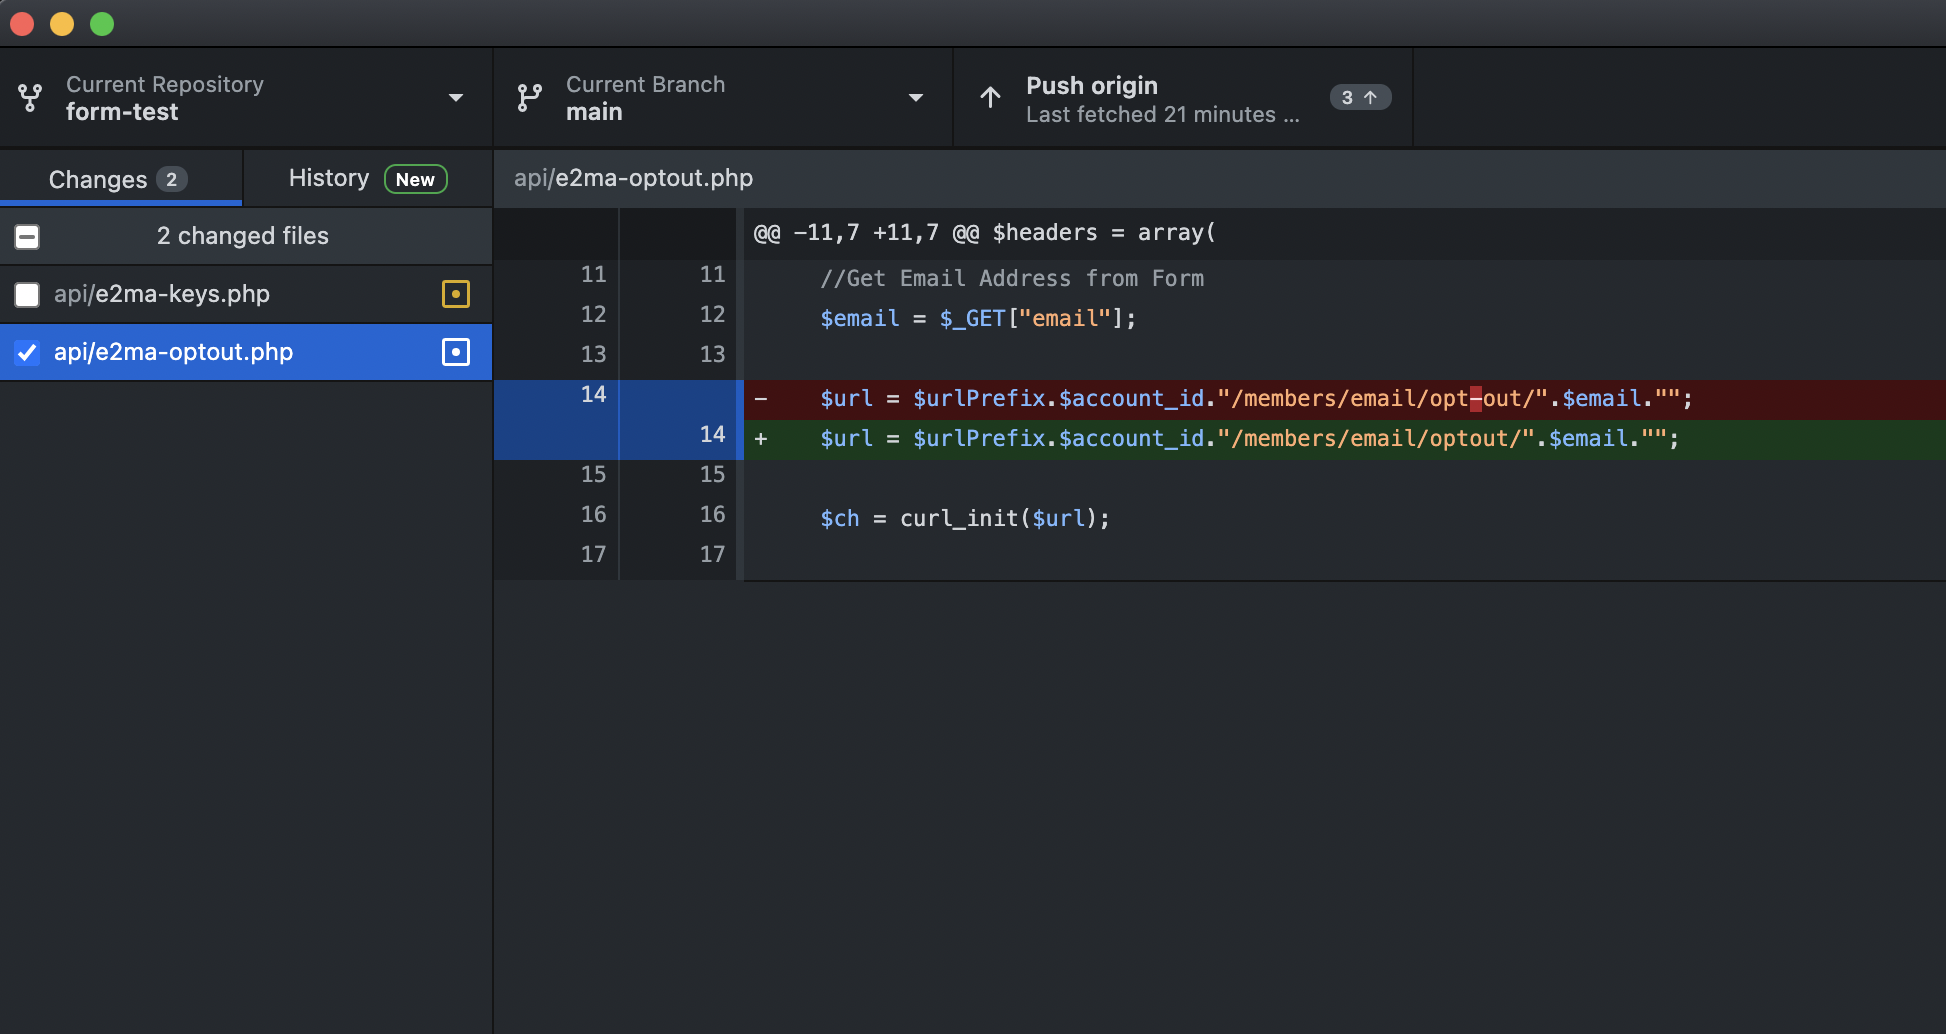 Current Repository
form-test
Current Branch
main
Push origin
Last fetched 21 minutes ...
3 ↑
Changes 2
History New
2 changed files
api/e2ma-keys.php
api/e2ma-optout.php
api/e2ma-optout.php
@@ -11,7 +11,7 @@ $headers = array(
11 11 //Get Email Address from Form
12 12 $email = $_GET["email"];
13 13
14 - $url = $urlPrefix.$account_id."/members/email/opt-out/".$email."";
14 + $url = $urlPrefix.$account_id."/members/email/optout/".$email."";
15 15
16 16 $ch = curl_init($url);
17 17